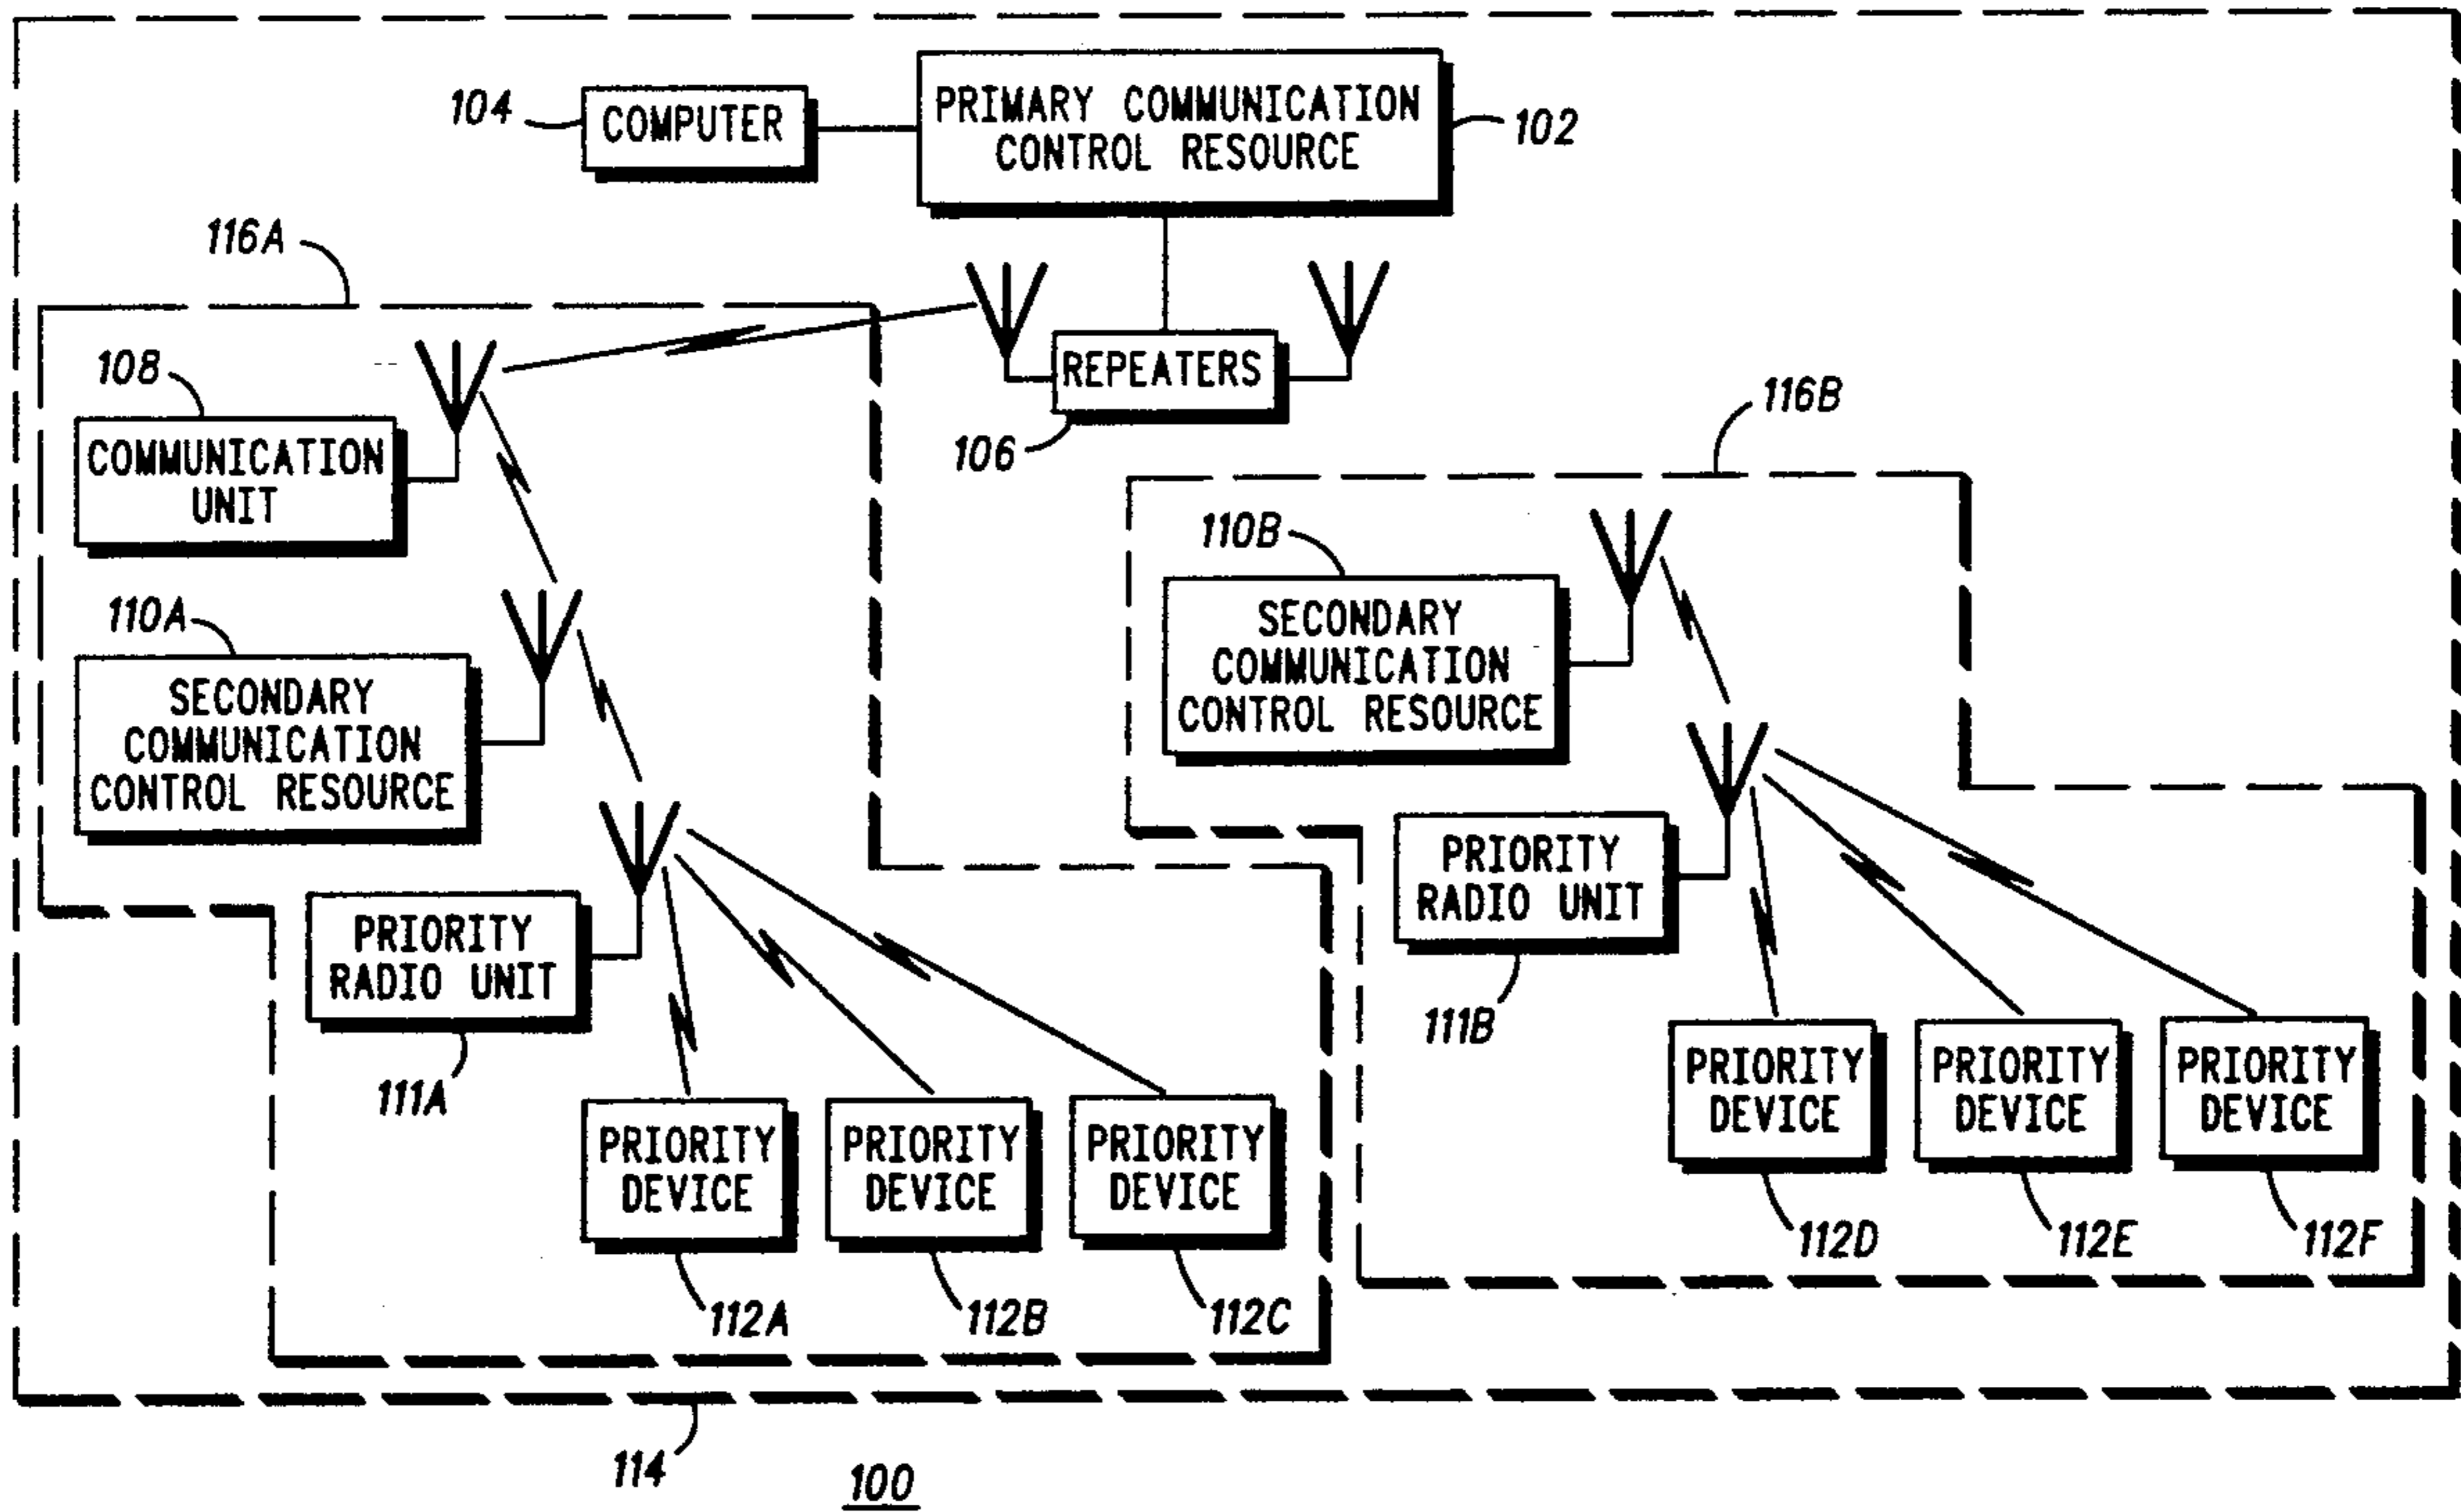 104
COMPUTER
PRIMARY COMMUNICATION
CONTROL RESOURCE
102
116A
108
COMMUNICATION
UNIT
REPEATERS
106
116B
110A
SECONDARY
COMMUNICATION
CONTROL RESOURCE
110B
SECONDARY
COMMUNICATION
CONTROL RESOURCE
PRIORITY
RADIO UNIT
111A
PRIORITY
RADIO UNIT
111B
PRIORITY
DEVICE
112A
PRIORITY
DEVICE
112B
PRIORITY
DEVICE
112C
PRIORITY
DEVICE
112D
PRIORITY
DEVICE
112E
PRIORITY
DEVICE
112F
114
100